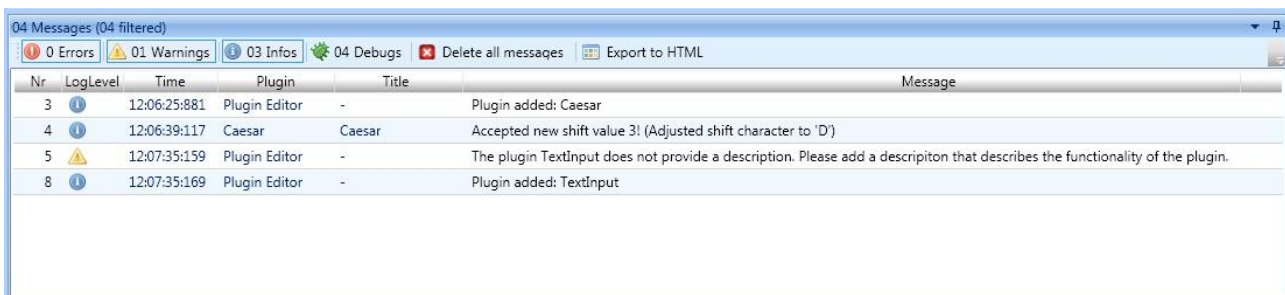 04 Messages (04 filtered)
0 Errors 01 Warnings 03 Infos 04 Debugs Delete all messages Export to HTML
Nr LogLevel Time Plugin Title Message
3 12:06:25:881 Plugin Editor - Plugin added: Caesar
4 12:06:39:117 Caesar Caesar Accepted new shift value 3! (Adjusted shift character to 'D')
5 12:07:35:159 Plugin Editor - The plugin TextInput does not provide a description. Please add a descripiton that describes the functionality of the plugin.
8 12:07:35:169 Plugin Editor - Plugin added: TextInput